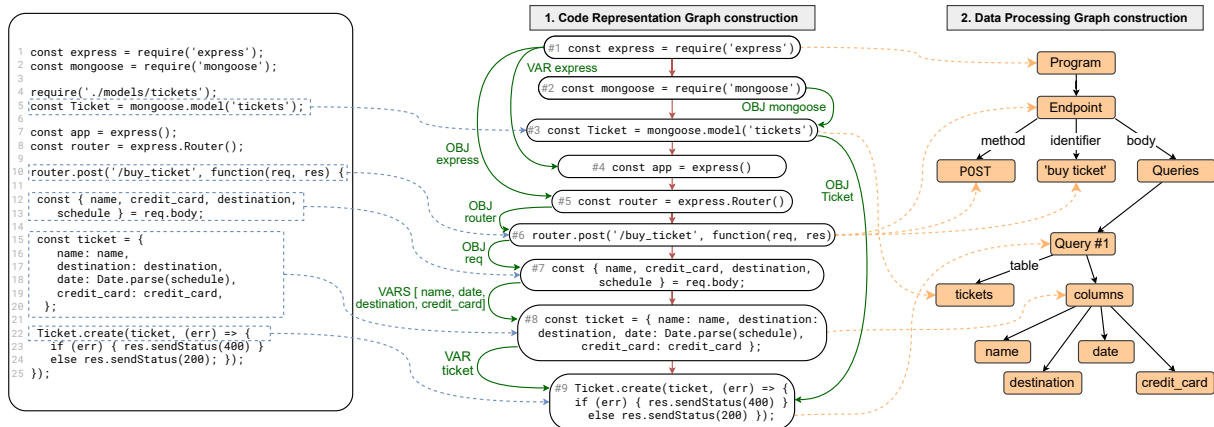 1 const express = require('express');
2 const mongoose = require('mongoose');
3
4 require('./models/tickets');
5 const Ticket = mongoose.model('tickets');
6
7 const app = express();
8 const router = express.Router();
9
10 router.post('/buy_ticket', function(req, res) {
11
12 const { name, credit_card, destination,
13 schedule } = req.body;
14
15 const ticket = {
16 name: name,
17 destination: destination,
18 date: Date.parse(schedule),
19 credit_card: credit_card,
20 };
21
22 Ticket.create(ticket, (err) => {
23 if (err) { res.sendStatus(400) }
24 else res.sendStatus(200); });
25 });
1. Code Representation Graph construction
#1 const express = require('express')
VAR express
#2 const mongoose = require('mongoose')
OBJ mongoose
#3 const Ticket = mongoose.model('tickets')
OBJ
express
#4 const app = express()
OBJ
Ticket
#5 const router = express.Router()
OBJ
router
#6 router.post('/buy_ticket', function(req, res)
OBJ
req
#7 const { name, credit_card, destination,
schedule } = req.body;
VARS [ name, date,
destination, credit_card]
#8 const ticket = { name: name, destination:
destination, date: Date.parse(schedule),
credit_card: credit_card };
VAR
ticket
#9 Ticket.create(ticket, (err) => {
if (err) { res.sendStatus(400) }
else res.sendStatus(200) });
2. Data Processing Graph construction
Program
Endpoint
method
identifier
body
POST
'buy ticket'
Queries
Query #1
table
tickets
columns
name
date
destination
credit_card